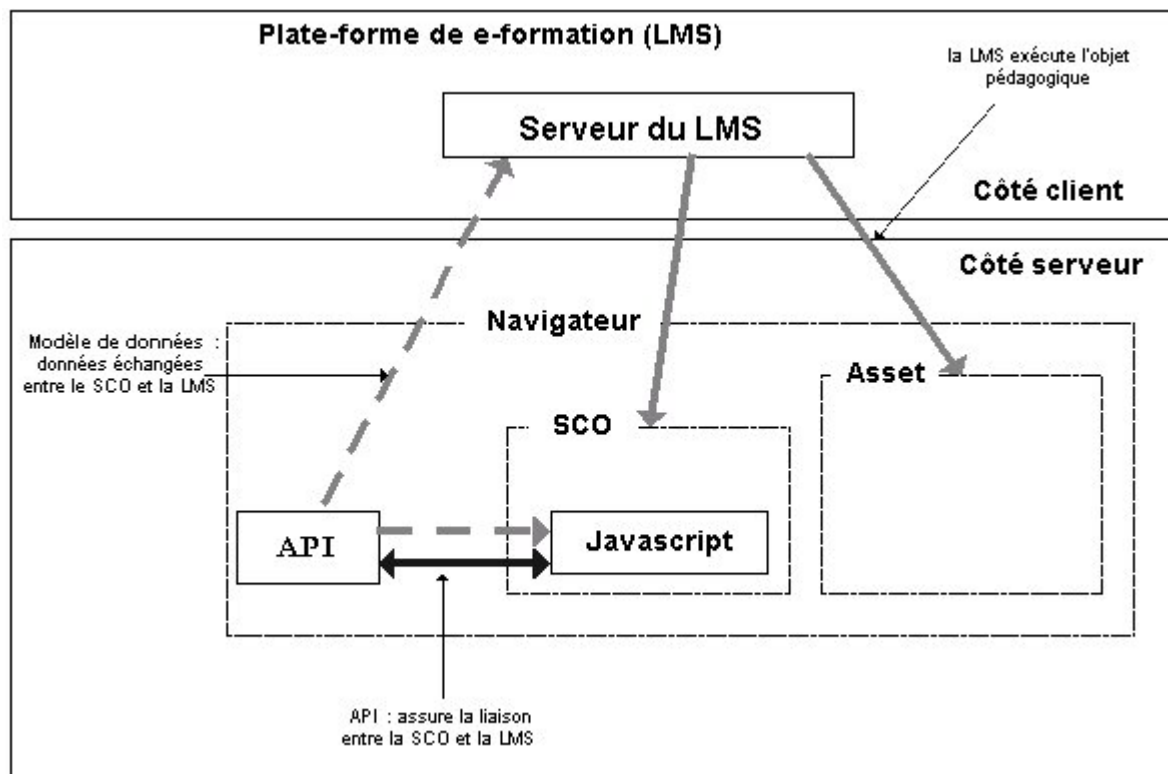 Plate-forme de e-formation (LMS)
la LMS exécute l'objet
pédagogique
Serveur du LMS
Côté client
Côté serveur
Navigateur
Modèle de données :
données échangées
entre le SCO et la LMS
Asset
SCO
API
Javascript
API : assure la liaison
entre la SCO et la LMS